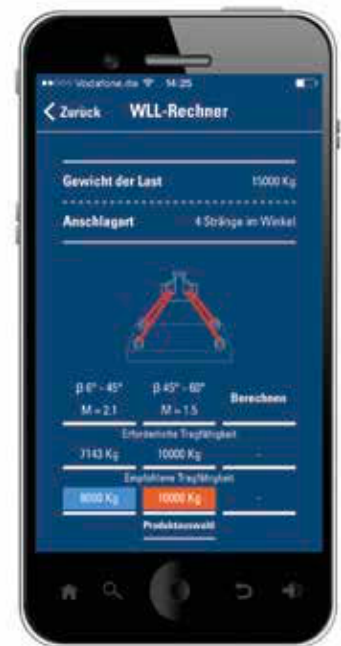 Vodafone.de 14:25
Zurück WLL-Rechner
Gewicht der Last 15000 Kg
Anschlagart 4 Stränge im Winkel
β 6° - 45° β 45° - 60° Berechnen
M = 2.1 M = 1.5
Erforderliche Tragfähigkeit
7143 Kg 10000 Kg -
Empfohlene Tragfähigkeit
8000 Kg 10000 Kg -
Produktauswahl